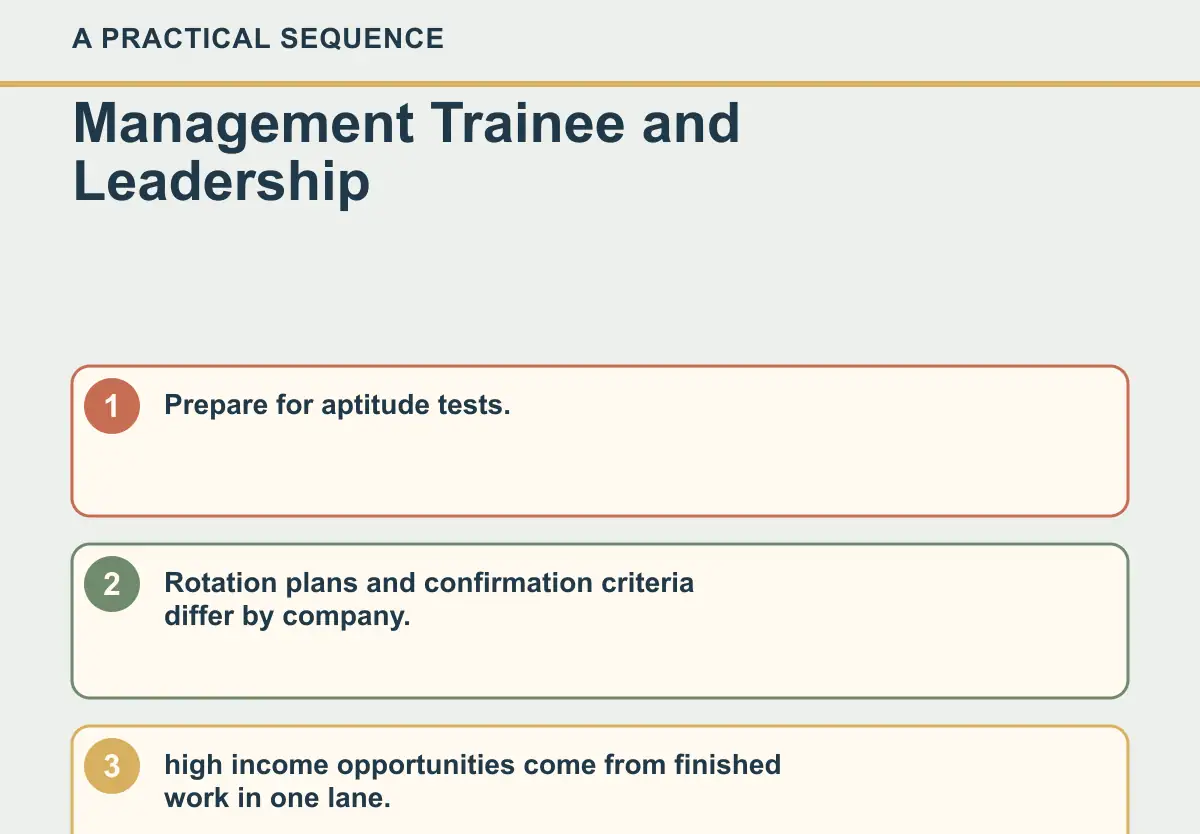 A PRACTICAL SEQUENCE
Management Trainee and
Leadership
1
Prepare for aptitude tests.
2
Rotation plans and confirmation criteria
differ by company.
3
high income opportunities come from finished
work in one lane.